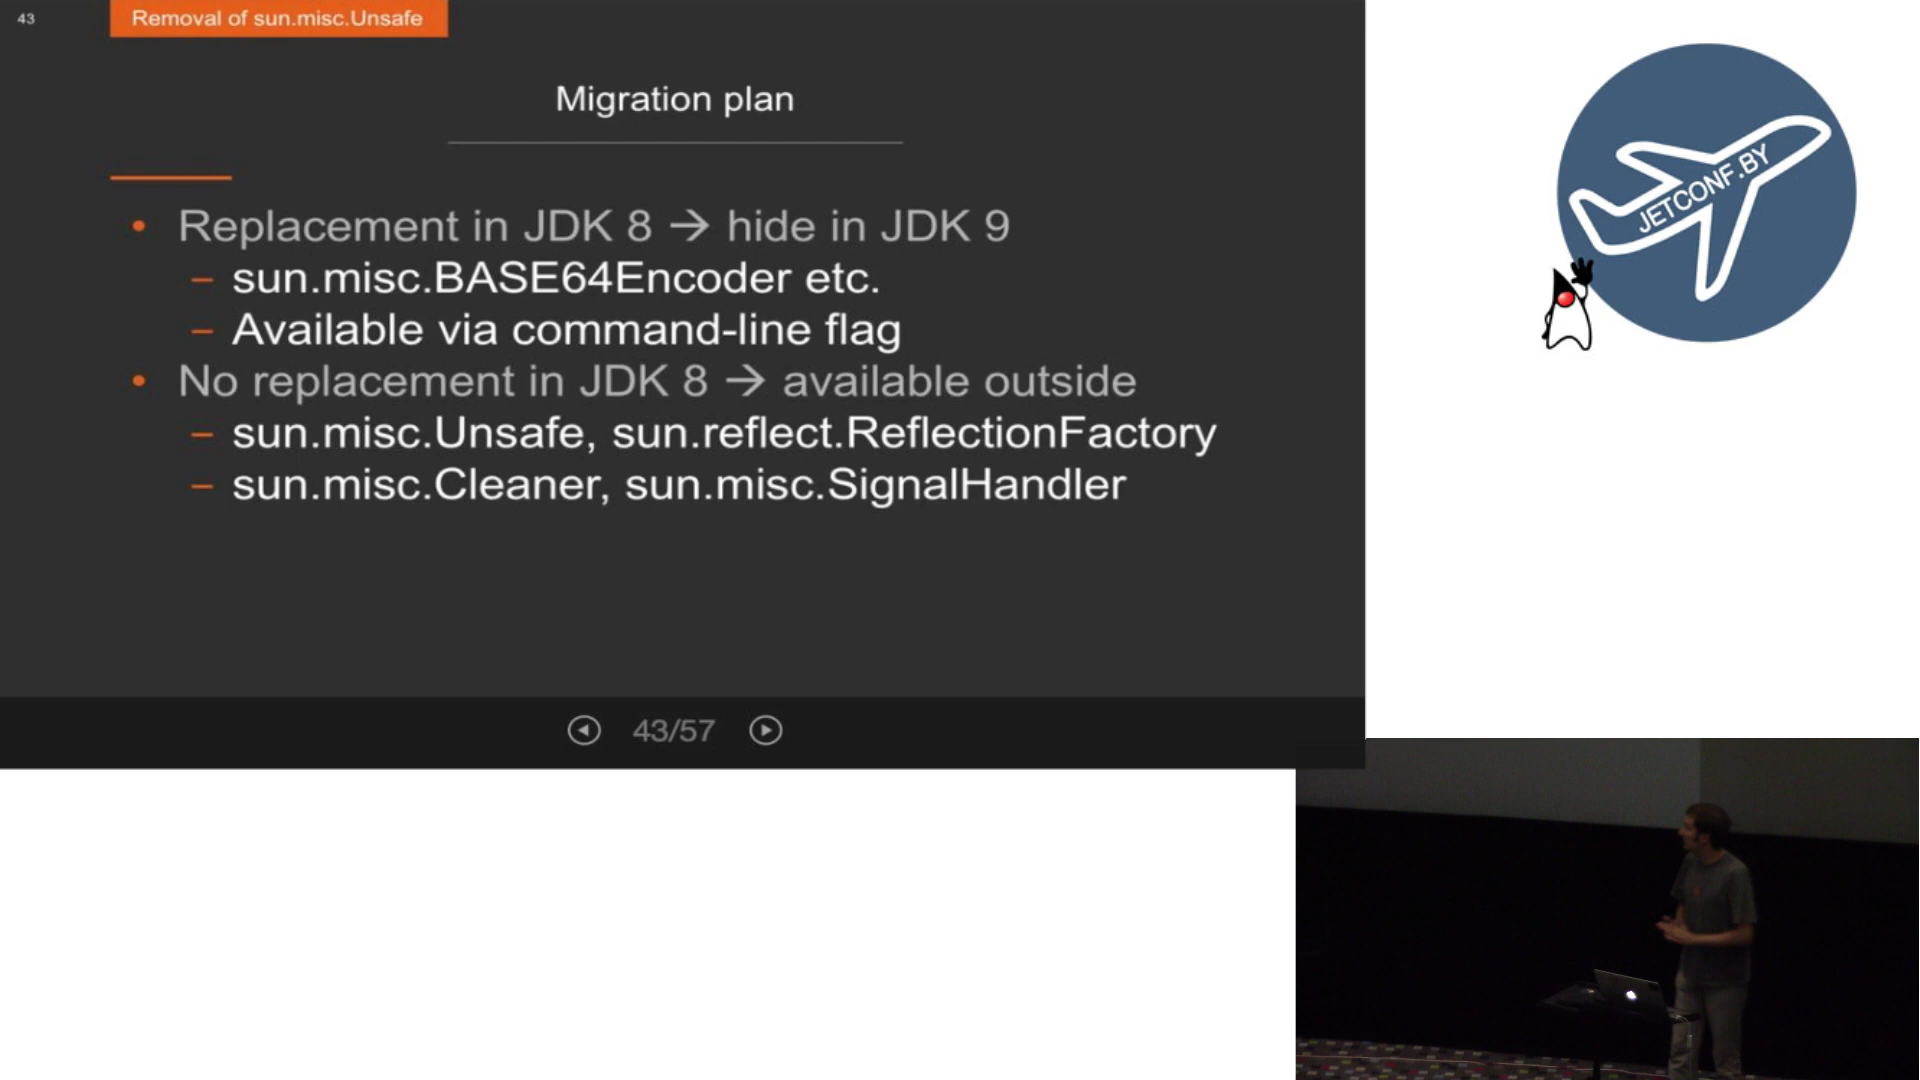 43
Removal of sun.misc.Unsafe
Migration plan
• Replacement in JDK 8 → hide in JDK 9
– sun.misc.BASE64Encoder etc.
– Available via command-line flag
• No replacement in JDK 8 → available outside
– sun.misc.Unsafe, sun.reflect.ReflectionFactory
– sun.misc.Cleaner, sun.misc.SignalHandler
43/57
JETCONF.BY